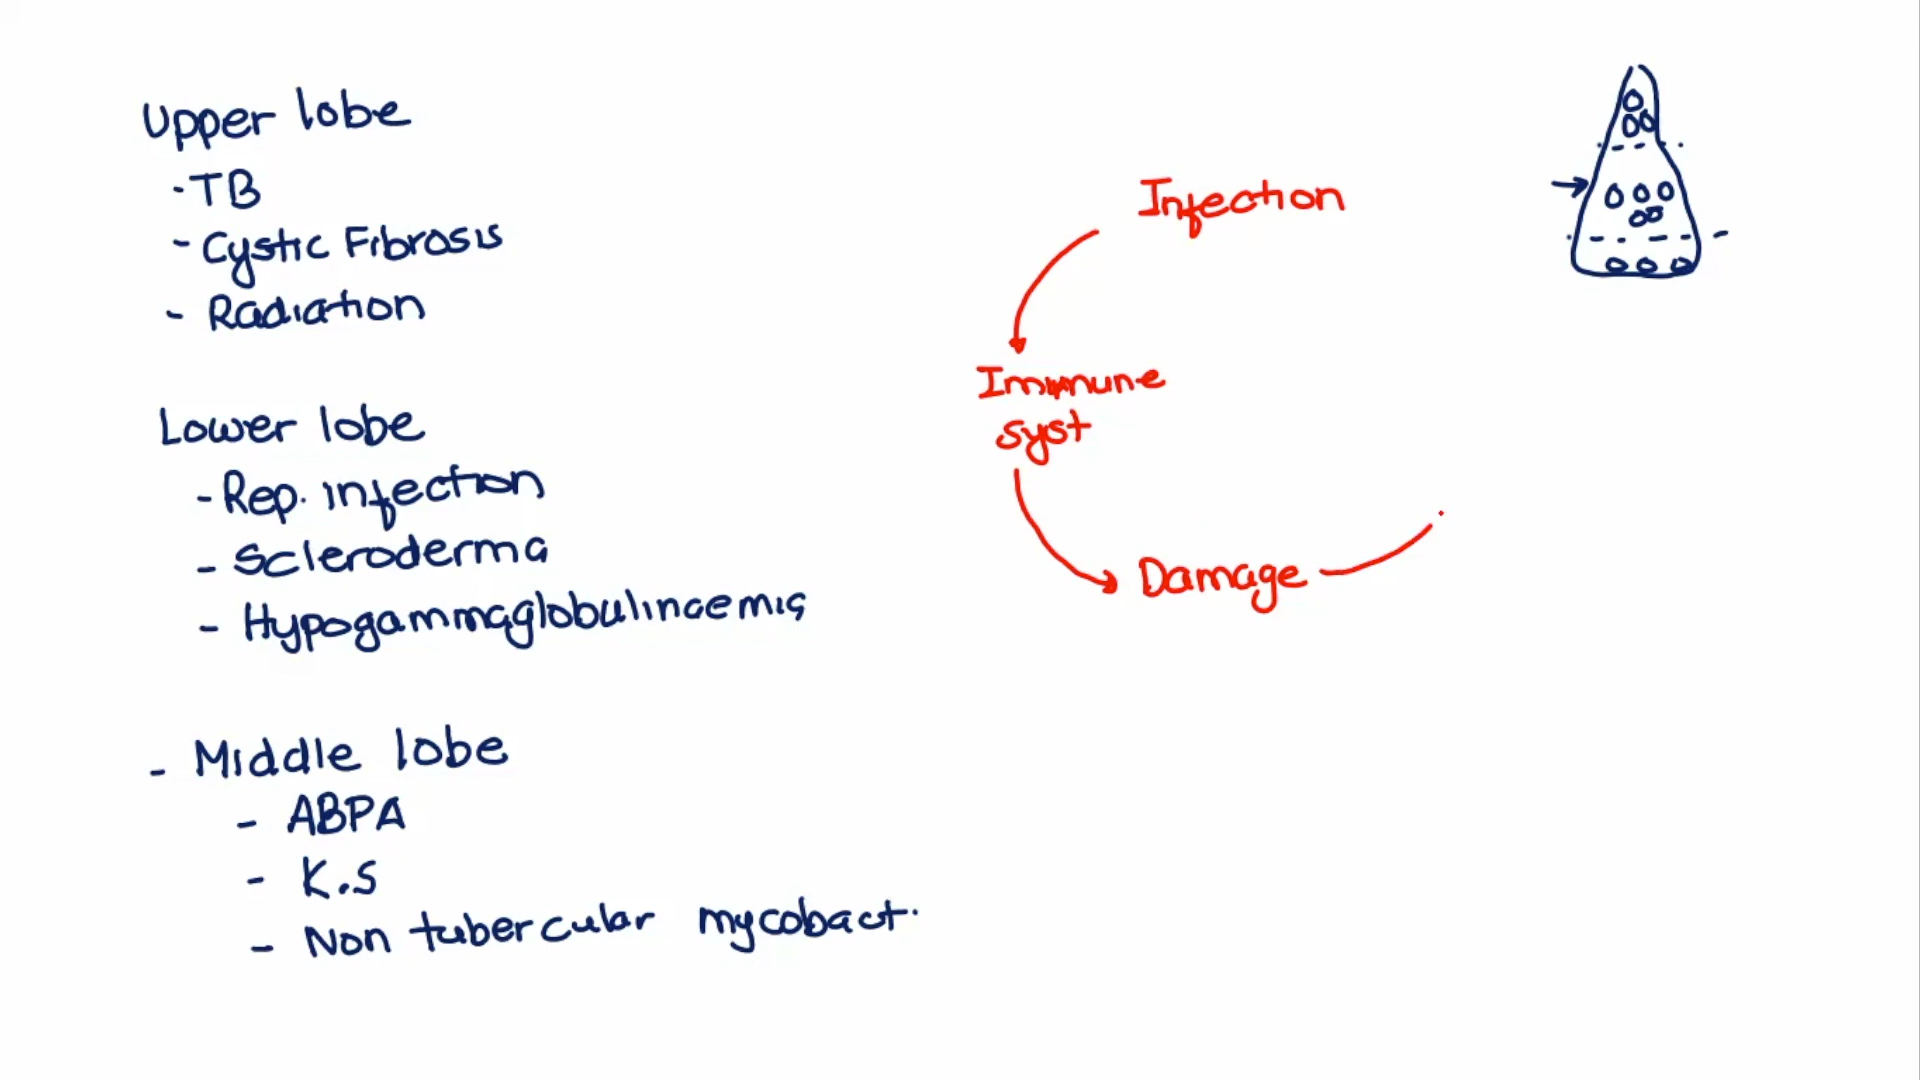 Upper lobe
- TB
- Cystic Fibrosis
- Radiation
Lower lobe
- Rep. infection
- Scleroderma
- Hypogammaglobulinaemia
- Middle lobe
- ABPA
- K.S
- Non tubercular mycobact.
Infection
Immune
syst
Damage